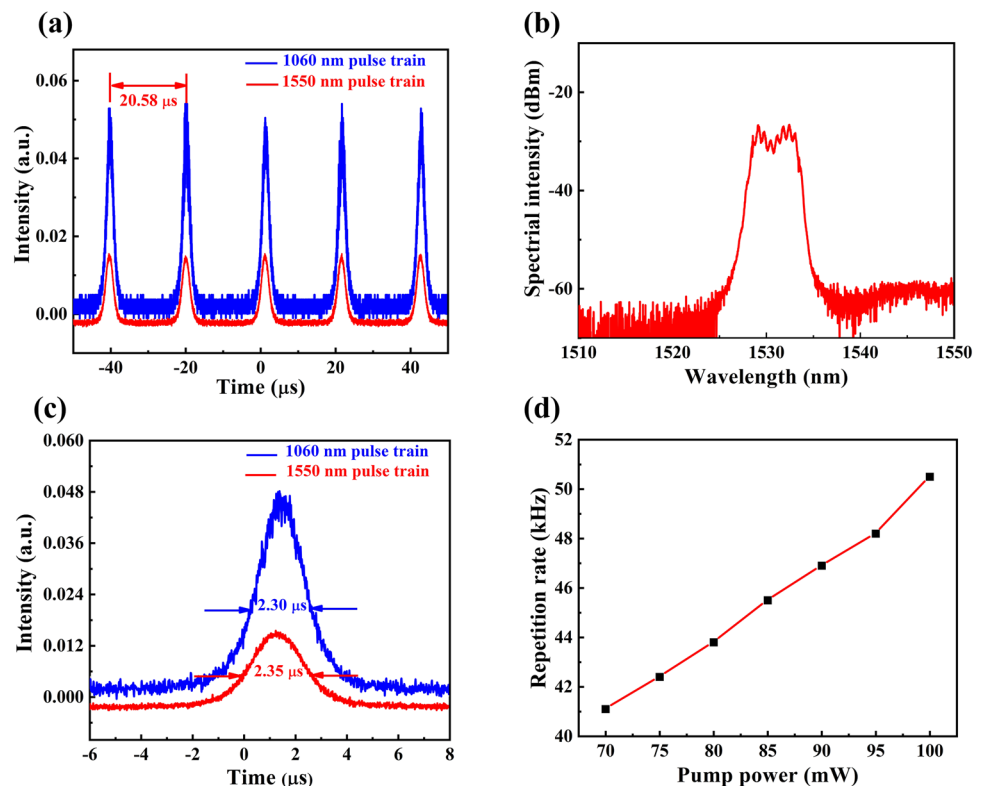 (a)
1060 nm pulse train
1550 nm pulse train
20.58 μs
0.06
0.04
0.02
0.00
Intensity (a.u.)
-40
-20
0
20
40
Time (μs)
(b)
-20
-40
-60
Spectrial intensity (dBm)
1510
1520
1530
1540
1550
Wavelength (nm)
(c)
1060 nm pulse train
1550 nm pulse train
0.060
0.048
0.036
0.024
0.012
0.000
Intensity (a.u.)
2.30 μs
2.35 μs
-6
-4
-2
0
2
4
6
8
Time (μs)
(d)
52
50
48
46
44
42
40
Repetition rate (kHz)
70
75
80
85
90
95
100
Pump power (mW)